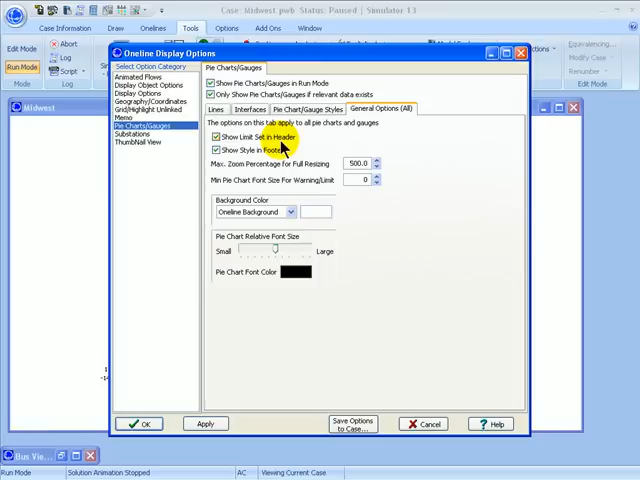 Case: Midwest.pwb Status: Paused | Simulator 13
Case Information
Draw
Onelines
Tools
Options
Add Ons
Window
Edit Mode
Abort
Log
Run Mode
Script
Equivalencing...
Modify Case
Renumber
Mode
Log
Midwest
Oneline Display Options
Select Option Category
Animated Flows
Display Objects
Display Options
Geography/Coordinates
Grid/Highlight Unlinked
Memo
Pie Charts/Gauges
Substations
ThumbNail View
Pie Charts/Gauges
Show Pie Charts/Gauges in Run Mode
Only Show Pie Charts/Gauges if relevant data exists
Lines
Interfaces
Pie Chart/Gauge Styles
General Options (All)
The options on this tab apply to all pie charts and gauges
Show Limit Set in Header
Show Style in Footer
Max. Zoom Percentage for Full Resizing
500.0
Min Pie Chart Font Size For Warning/Limit
0
Background Color
Oneline Background
Pie Chart Relative Font Size
Small
Large
Pie Chart Font Color
OK
Apply
Save Options to Case...
Cancel
Help
Bus Vie...
Run Mode
Solution Animation Stopped
AC
Viewing Current Case